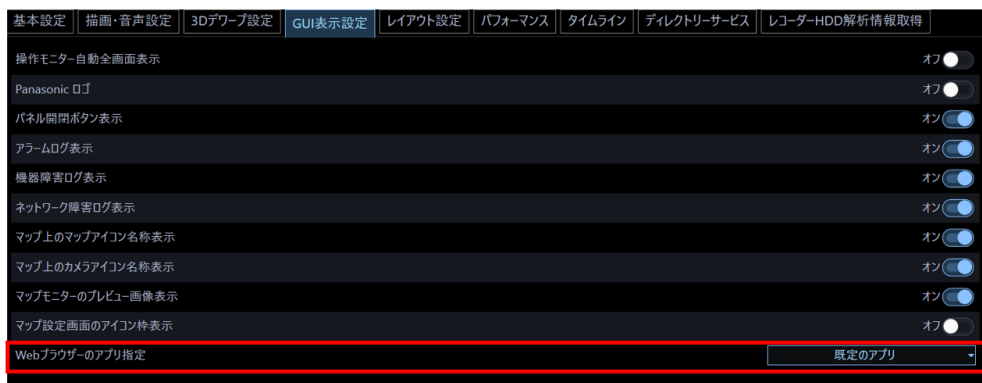 基本設定 描画・音声設定 3Dデワープ設定 GUI表示設定 レイアウト設定 パフォーマンス タイムライン ディレクトリーサービス レコーダーHDD解析情報取得
操作モニター自動全画面表示 オフ
Panasonic ロゴ オフ
パネル開閉ボタン表示 オン
アラームログ表示 オン
機器障害ログ表示 オン
ネットワーク障害ログ表示 オン
マップ上のマップアイコン名称表示 オン
マップ上のカメラアイコン名称表示 オン
マップモニターのプレビュー画像表示 オン
マップ設定画面のアイコン枠表示 オフ
Webブラウザーのアプリ指定 既定のアプリ